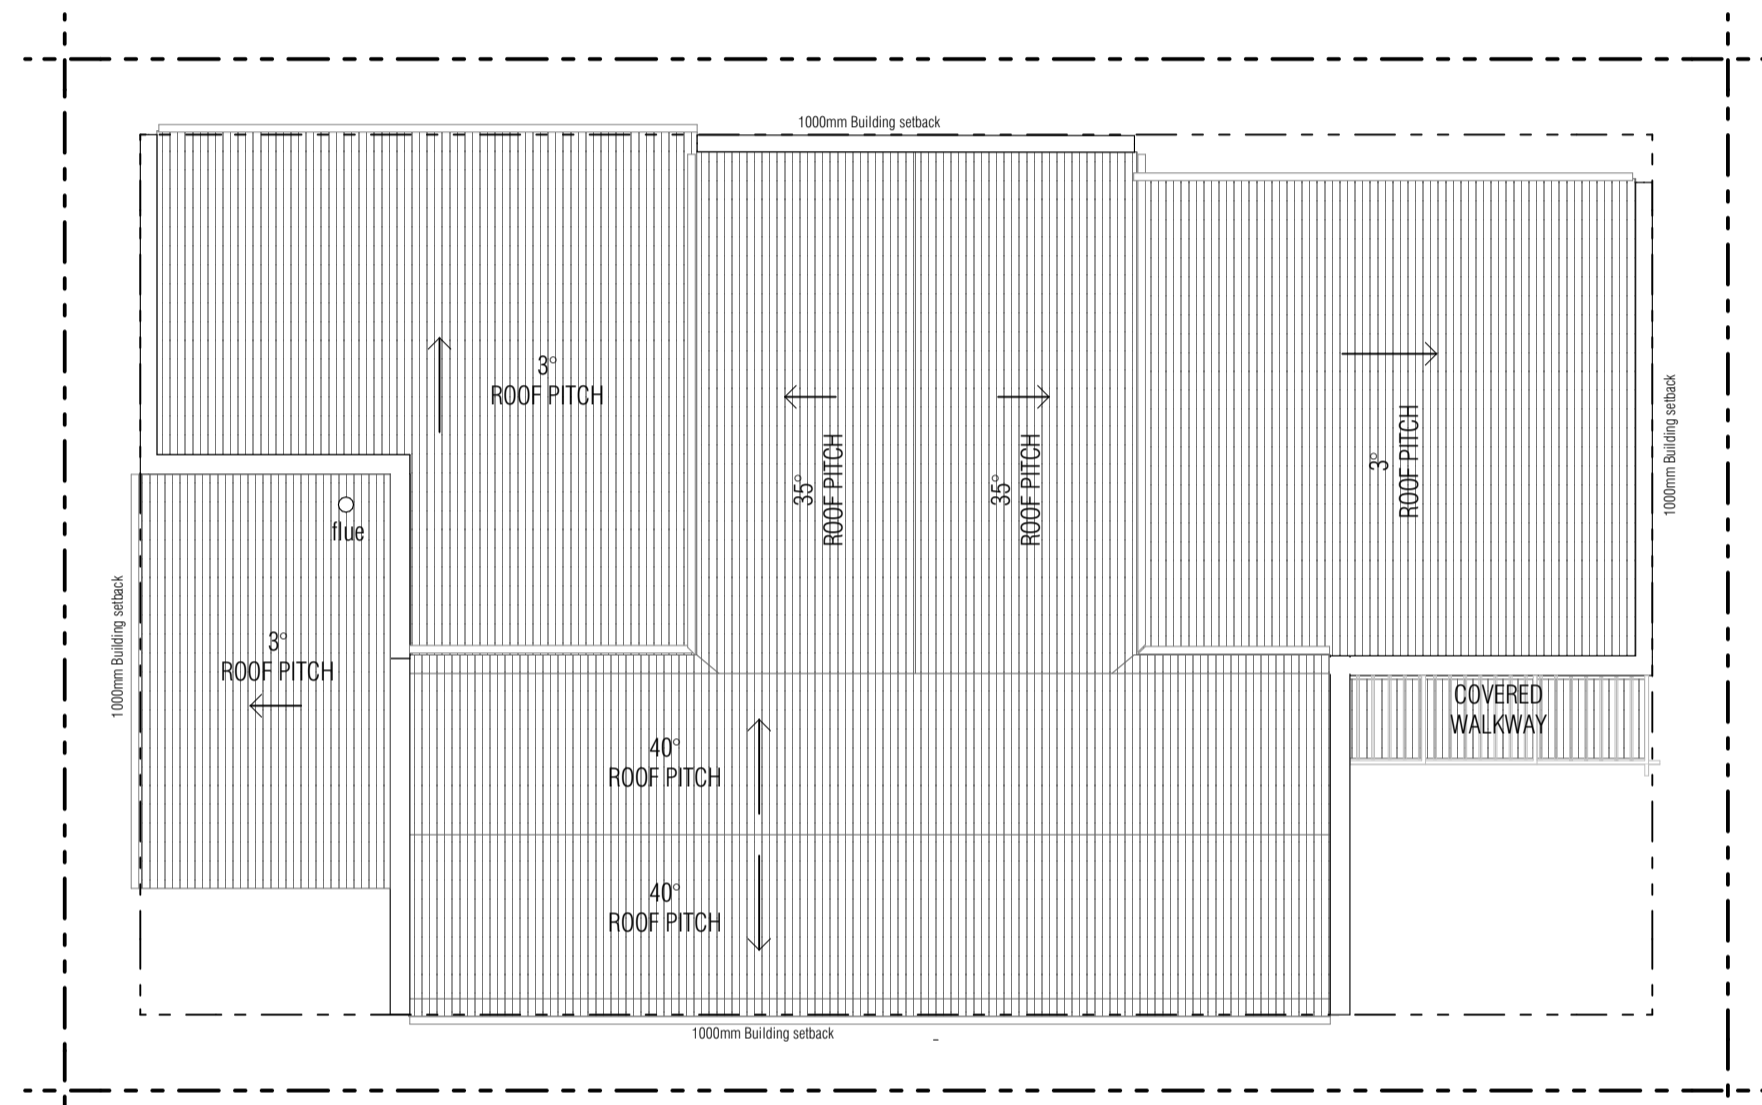 1000mm Building setback
3°
ROOF PITCH
35°
ROOF PITCH
35°
ROOF PITCH
3°
ROOF PITCH
1000mm Building setback
flue
1000mm Building setback
3°
ROOF PITCH
COVERED
WALKWAY
40°
ROOF PITCH
40°
ROOF PITCH
1000mm Building setback